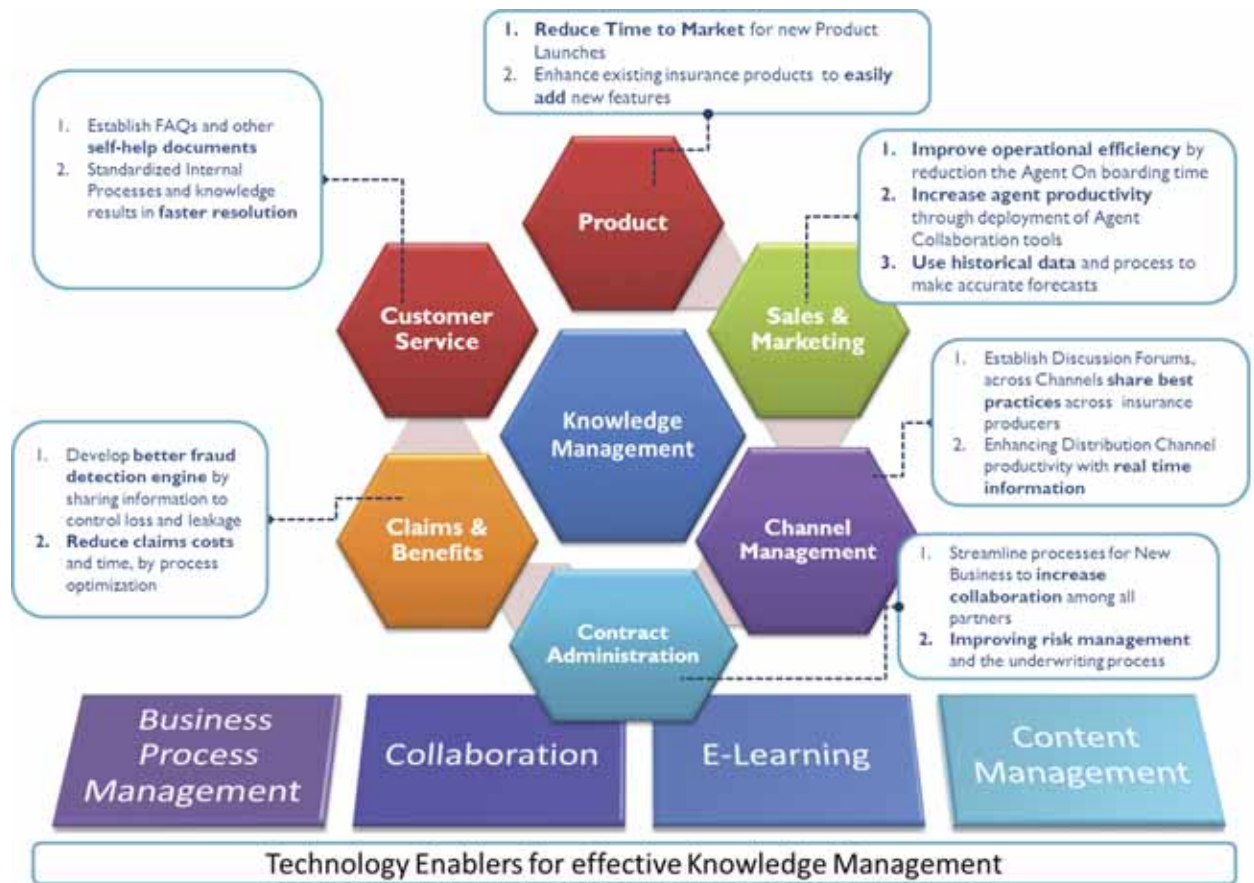 1. Reduce Time to Market for new Product
Launches
2. Enhance existing insurance products to easily
add new features
1. Establish FAQs and other
self-help documents
2. Standardized Internal
Processes and knowledge
results in faster resolution
1. Improve operational efficiency by
reduction the Agent On boarding time
2. Increase agent productivity
through deployment of Agent
Collaboration tools
3. Use historical data and process to
make accurate forecasts
Product
Customer
Service
Sales &
Marketing
1. Establish Discussion Forums,
across Channels share best
practices across insurance
producers
2. Enhancing Distribution Channel
productivity with real time
information
Knowledge
Management
1. Develop better fraud
detection engine by
sharing information to
control loss and leakage
2. Reduce claims costs
and time, by process
optimization
Claims &
Benefits
Channel
Management
1. Streamline processes for New
Business to increase
collaboration among all
partners
2. Improving risk management
and the underwriting process
Contract
Administration
Business
Process
Management
Collaboration
E-Learning
Content
Management
Technology Enablers for effective Knowledge Management